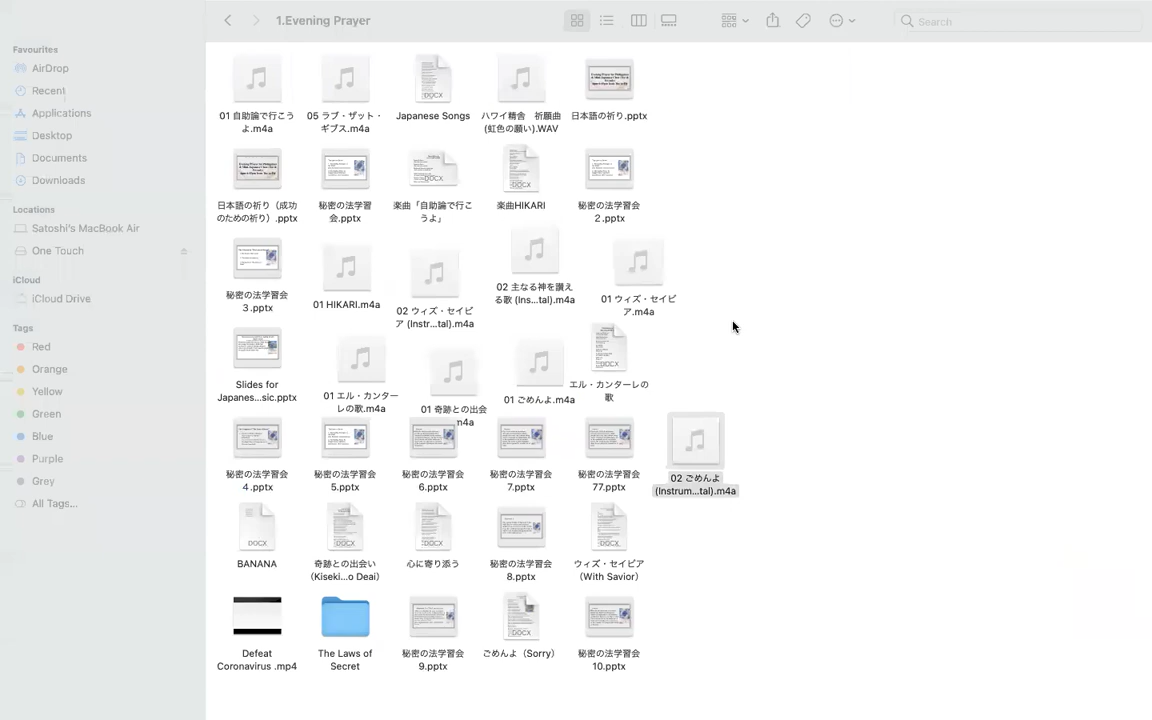 1.Evening Prayer
Search
Favourites
AirDrop
Recent
Applications
Desktop
Documents
Downloads
Locations
Satoshi's MacBook Air
One Touch
iCloud
iCloud Drive
Tags
Red
Orange
Yellow
Green
Blue
Purple
Grey
All Tags...
01 自助論で行こう
よ.m4a
05 ラブ・ザット・
ギブス.m4a
Japanese Songs
ハワイ精舎 祈願曲
(虹色の願い).WAV
日本語の祈り.pptx
日本語の祈り（成功
のための祈り）.pptx
秘密の法学習
会.pptx
楽曲「自助論で行こ
うよ」
楽曲HIKARI
秘密の法学習会
２.pptx
秘密の法学習会
３.pptx
01 HIKARI.m4a
02 ウィズ・セイビ
ア (Instr...tal).m4a
02 主なる神を讃え
る歌 (Ins...tal).m4a
01 ウィズ・セイビ
ア.m4a
Slides for
Japanes...sic.pptx
01 エル・カンター
レの歌.m4a
01 奇跡との出会
m4a
01 ごめんよ.m4a
エル・カンターレの
歌
秘密の法学習会
４.pptx
秘密の法学習会
5.pptx
秘密の法学習会
6.pptx
秘密の法学習会
7.pptx
秘密の法学習会
77.pptx
02 ごめんよ
(Instrum...tal).m4a
BANANA
奇跡との出会い
（Kiseki...o Deai）
心に寄り添う
秘密の法学習会
8.pptx
ウィズ・セイビア
（With Savior）
Defeat
Coronavirus .mp4
The Laws of
Secret
秘密の法学習会
9.pptx
ごめんよ（Sorry）
秘密の法学習会
10.pptx